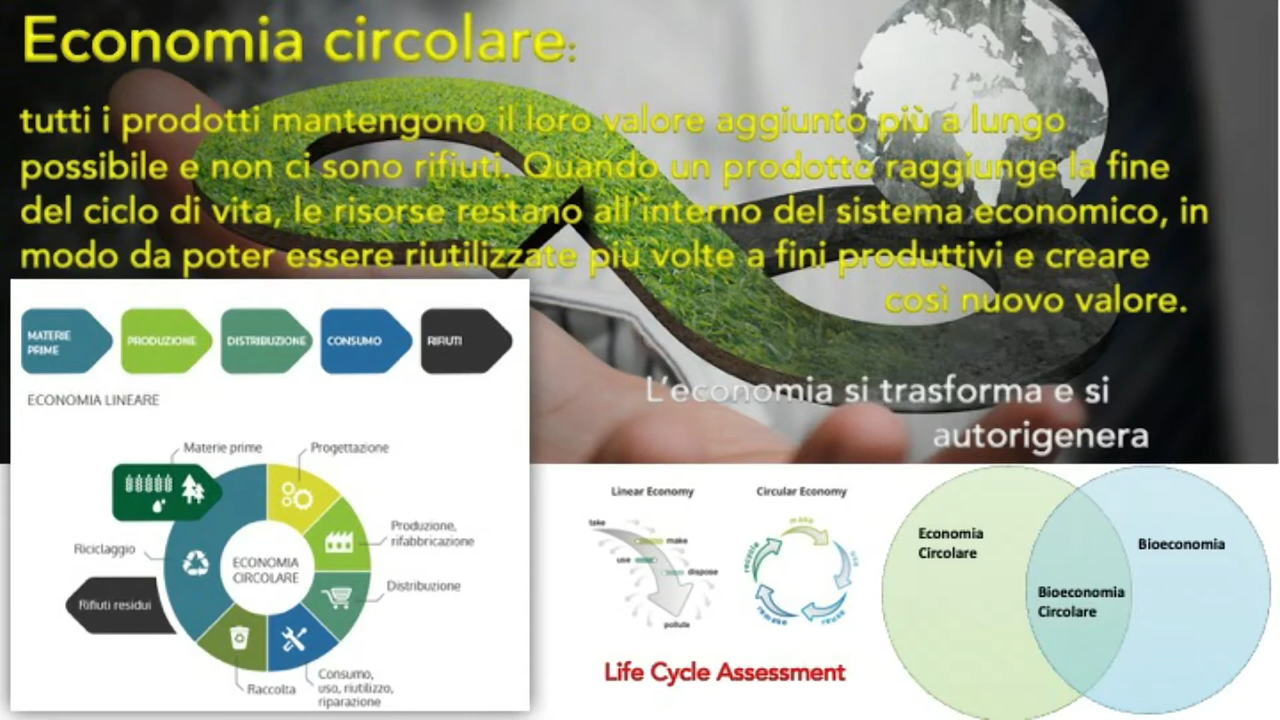 Economia circolare:
tutti i prodotti mantengono il loro valore aggiunto più a lungo
possibile e non ci sono rifiuti. Quando un prodotto raggiunge la fine
del ciclo di vita, le risorse restano all'interno del sistema economico, in
modo da poter essere riutilizzate più volte a fini produttivi e creare
così nuovo valore.
L'economia si trasforma e si
autorigenera
MATERIE
PRIME
PRODUZIONE
DISTRIBUZIONE
CONSUMO
RIFIUTI
ECONOMIA LINEARE
Materie prime
Progettazione
Produzione,
rifabbricazione
Distribuzione
Consumo,
uso, riutilizzo,
riparazione
Raccolta
Rifiuti residui
Riciclaggio
ECONOMIA
CIRCOLARE
Linear Economy
take
make
use
dispose
pollute
Circular Economy
make
use
reuse
remake
recycle
Life Cycle Assessment
Economia
Circolare
Bioeconomia
Circolare
Bioeconomia